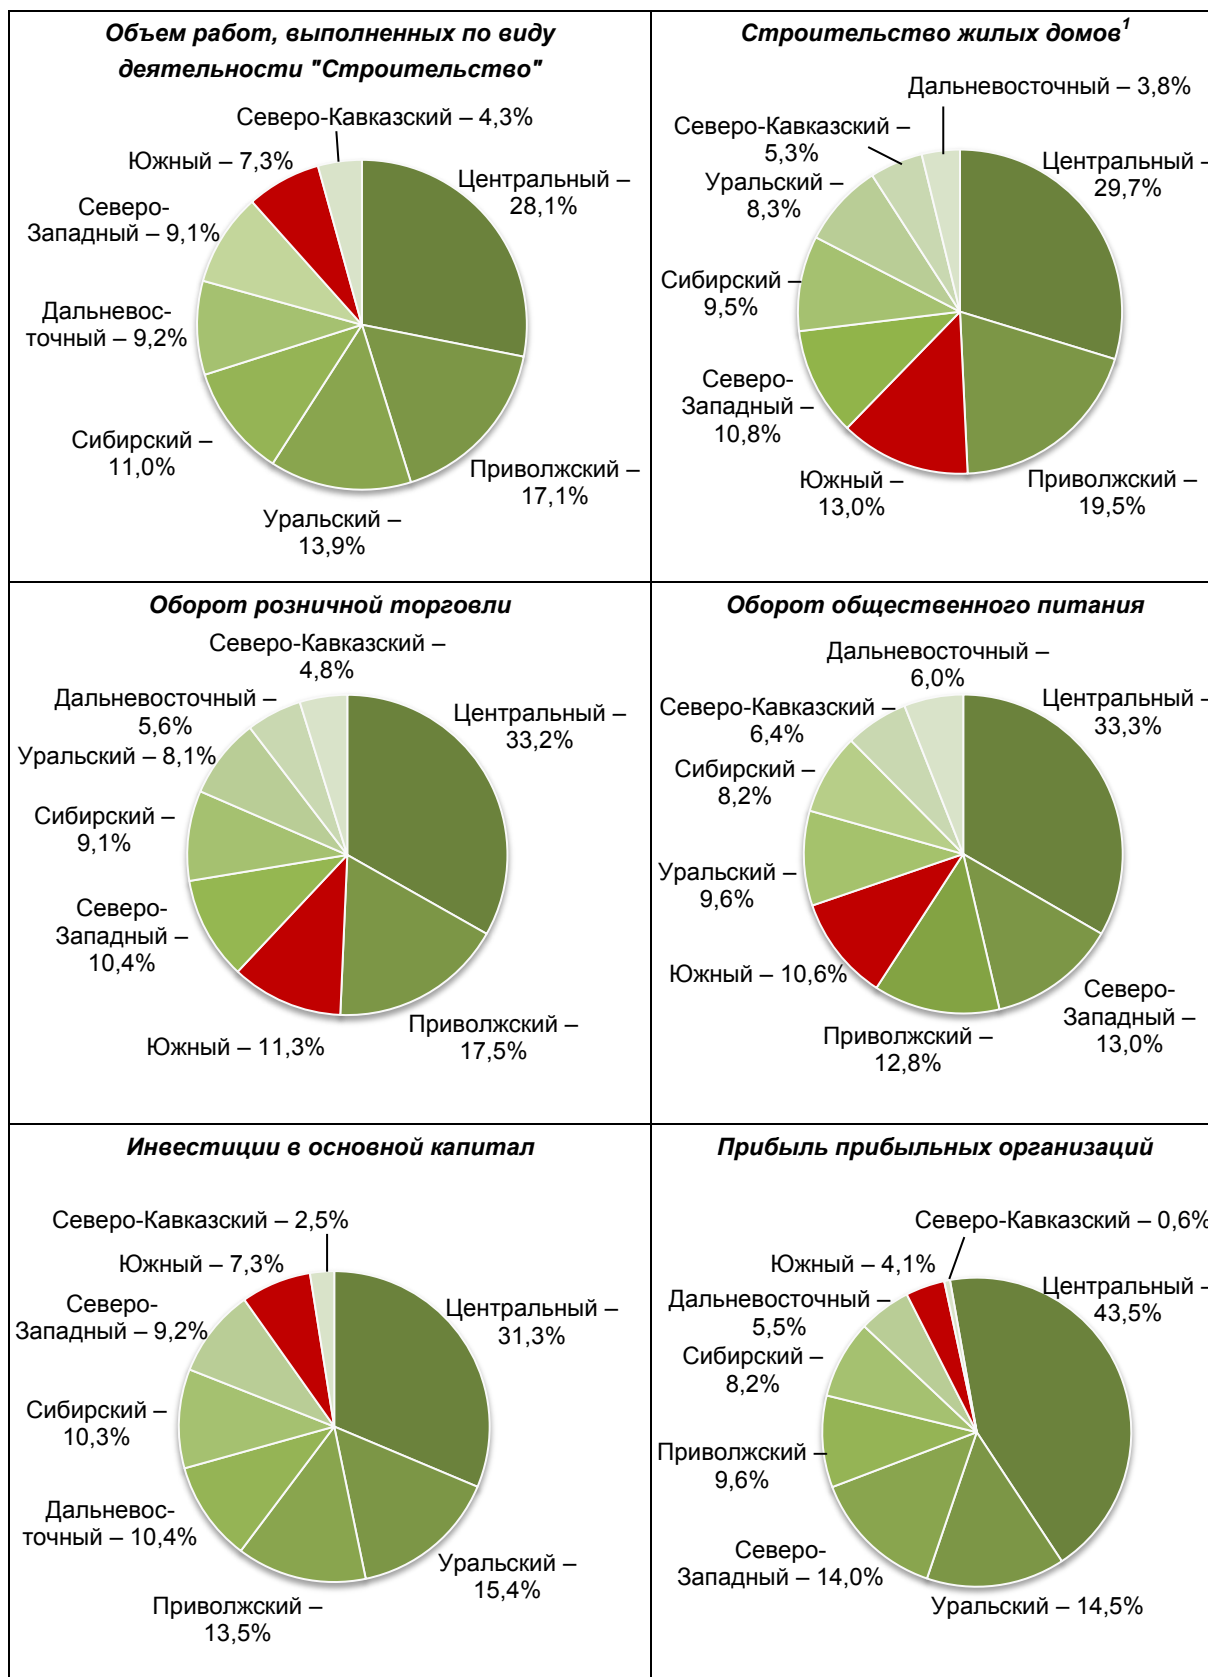 Объем работ, выполненных по виду
деятельности "Строительство"
Северо-Кавказский – 4,3%
Южный – 7,3%
Центральный –
28,1%
Северо-
Западный – 9,1%
Дальневос-
точный – 9,2%
Сибирский –
11,0%
Приволжский –
17,1%
Уральский –
13,9%
Строительство жилых домов1
Дальневосточный – 3,8%
Северо-Кавказский –
5,3%
Центральный –
29,7%
Уральский –
8,3%
Сибирский –
9,5%
Северо-
Западный –
10,8%
Южный –
13,0%
Приволжский –
19,5%
Оборот розничной торговли
Северо-Кавказский –
4,8%
Дальневосточный –
5,6%
Центральный –
33,2%
Уральский – 8,1%
Сибирский –
9,1%
Северо-
Западный –
10,4%
Приволжский –
17,5%
Южный – 11,3%
Оборот общественного питания
Дальневосточный –
6,0%
Центральный –
33,3%
Северо-Кавказский –
6,4%
Сибирский –
8,2%
Уральский –
9,6%
Южный – 10,6%
Северо-
Западный –
13,0%
Приволжский –
12,8%
Инвестиции в основной капитал
Северо-Кавказский – 2,5%
Южный – 7,3%
Северо-
Западный – 9,2%
Центральный –
31,3%
Сибирский –
10,3%
Дальневос-
точный – 10,4%
Уральский –
15,4%
Приволжский –
13,5%
Прибыль прибыльных организаций
Северо-Кавказский – 0,6%
Южный – 4,1%
Центральный –
43,5%
Дальневосточный –
5,5%
Сибирский –
8,2%
Приволжский –
9,6%
Северо-
Западный – 14,0%
Уральский – 14,5%